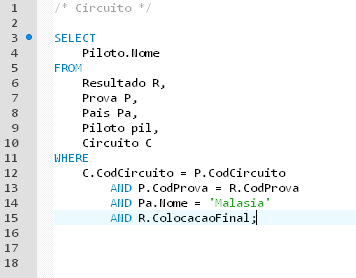 1 /* Circuito */
2
3 SELECT
4 Piloto.Nome
5 FROM
6 Resultado R,
7 Prova P,
8 Pais Pa,
9 Piloto pil,
10 Circuito C
11 WHERE
12 C.CodCircuito = P.CodCircuito
13 AND P.CodProva = R.CodProva
14 AND Pa.Nome = 'Malasia'
15 AND R.ColocacaoFinal;
16
17
18